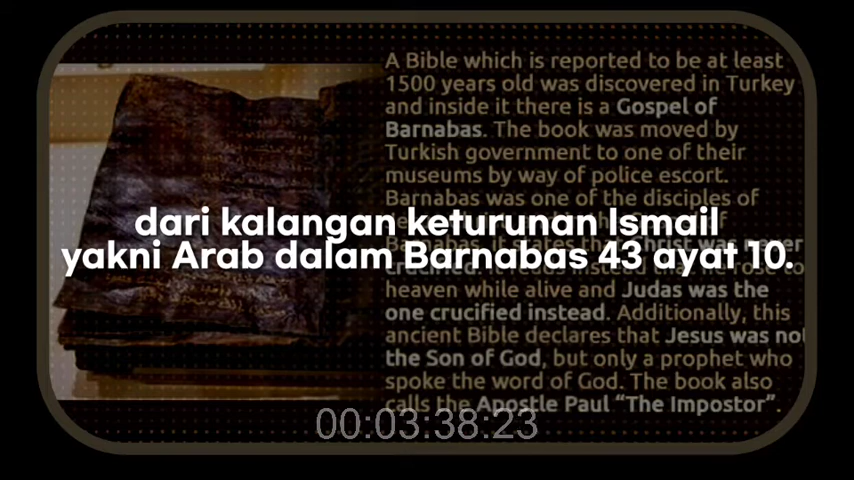 A Bible which is reported to be at least
1500 years old was discovered in Turkey
and inside it there is a Gospel of
Barnabas. The book was moved by
Turkish government to one of their
museums by way of police escort.
Barnabas was one of the disciples of
dari kalangan keturunan Ismail
yakni Arab dalam Barnabas 43 ayat 10.
heaven while alive and Judas was the
one crucified instead. Additionally, this
ancient Bible declares that Jesus was not
the Son of God, but only a prophet who
spoke the word of God. The book also
calls the Apostle Paul “The Impostor”.
00:03:38:23